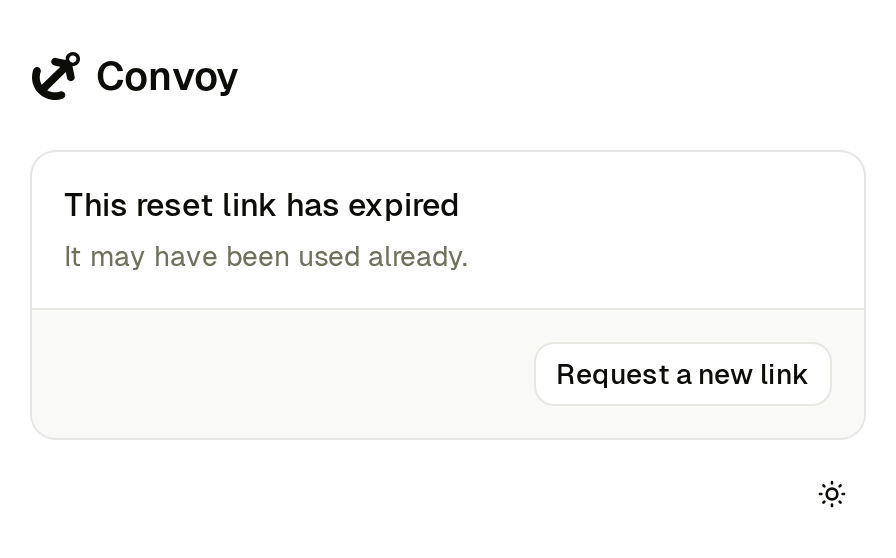 Convoy
This reset link has expired
It may have been used already.
Request a new link